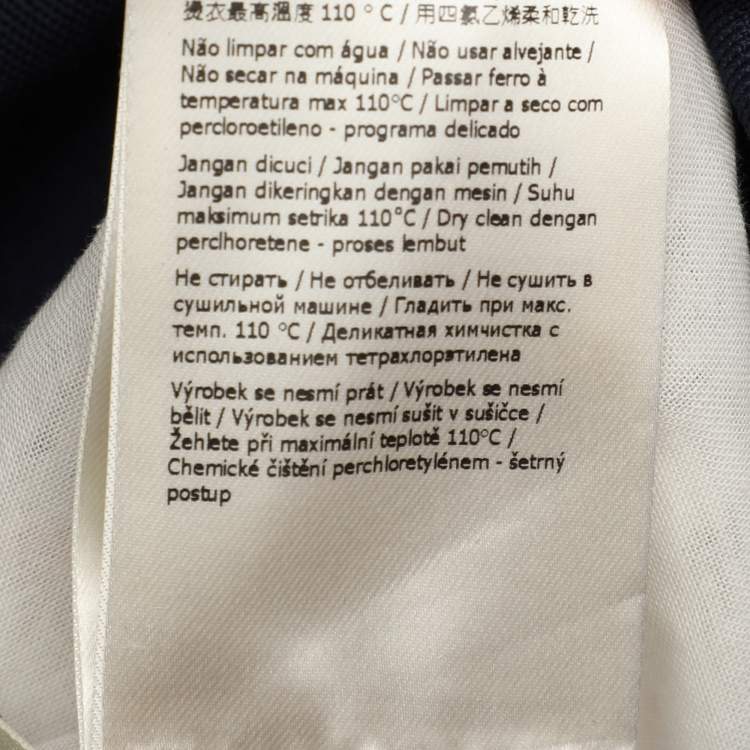 燙衣最高溫度 110 ° C / 用四氯乙烯柔和乾洗
Não limpar com água / Não usar alvejante /
Não secar na máquina / Passar ferro à
temperatura max 110°C / Limpar a seco com
percloroetileno - programa delicado
Jangan dicuci / Jangan pakai pemutih /
Jangan dikeringkan dengan mesin / Suhu
maksimum setrika 110°C / Dry clean dengan
perclhoretene - proses lembut
Не стирать / Не отбеливать / Не сушить в
сушильной машине / Гладить при макс.
темп. 110 °C / Деликатная химчистка с
использованием тетрахлорэтилена
Výrobek se nesmí prát / Výrobek se nesmí
bělit / Výrobek se nesmí sušit v sušičce /
Žehlete při maximální teplotě 110°C /
Chemické čištění perchloretylénem - šetrný
postup